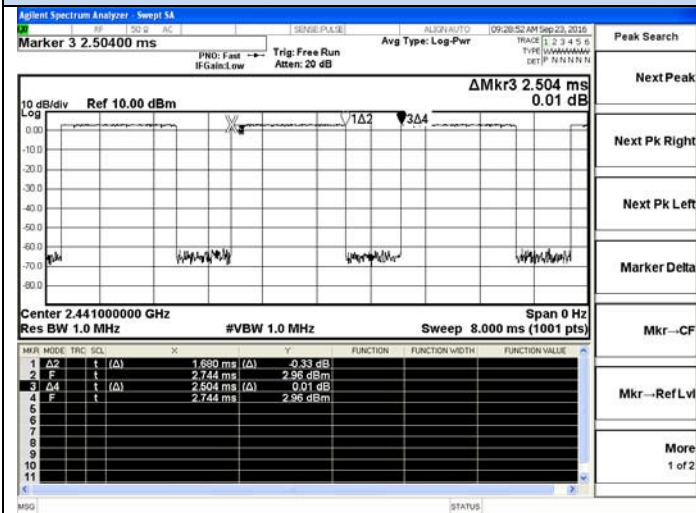 Agilent Spectrum Analyzer - Swept SA
RF 50 Ω AC SENSE:PULSE ALIGN AUTO 09:28:52 AM Sep 23, 2016
Marker 3 2.50400 ms
PNO: Fast
IFGain:Low
Trig: Free Run
Atten: 20 dB
Avg Type: Log-Pwr
TRACE 1 2 3 4 5 6
TYPE
DET P N N N N N
ΔMkr3 2.504 ms
0.01 dB
10 dB/div Ref 10.00 dBm
Log
1Δ2
3Δ4
0.00
-10.0
-20.0
-30.0
-40.0
-50.0
-60.0
-70.0
-80.0
Center 2.441000000 GHz Span 0 Hz
Res BW 1.0 MHz #VBW 1.0 MHz Sweep 8.000 ms (1001 pts)
MKR MODE TRC SCL X Y FUNCTION FUNCTION WIDTH FUNCTION VALUE
1 Δ2 t (Δ) 1.680 ms (Δ) -0.33 dB
2 F t 2.744 ms 2.96 dBm
3 Δ4 t (Δ) 2.504 ms (Δ) 0.01 dB
4 F t 2.744 ms 2.96 dBm
5
6
7
8
9
10
11
MSG STATUS
Peak Search
Next Peak
Next Pk Right
Next Pk Left
Marker Delta
Mkr→CF
Mkr→Ref Lvl
More
1 of 2